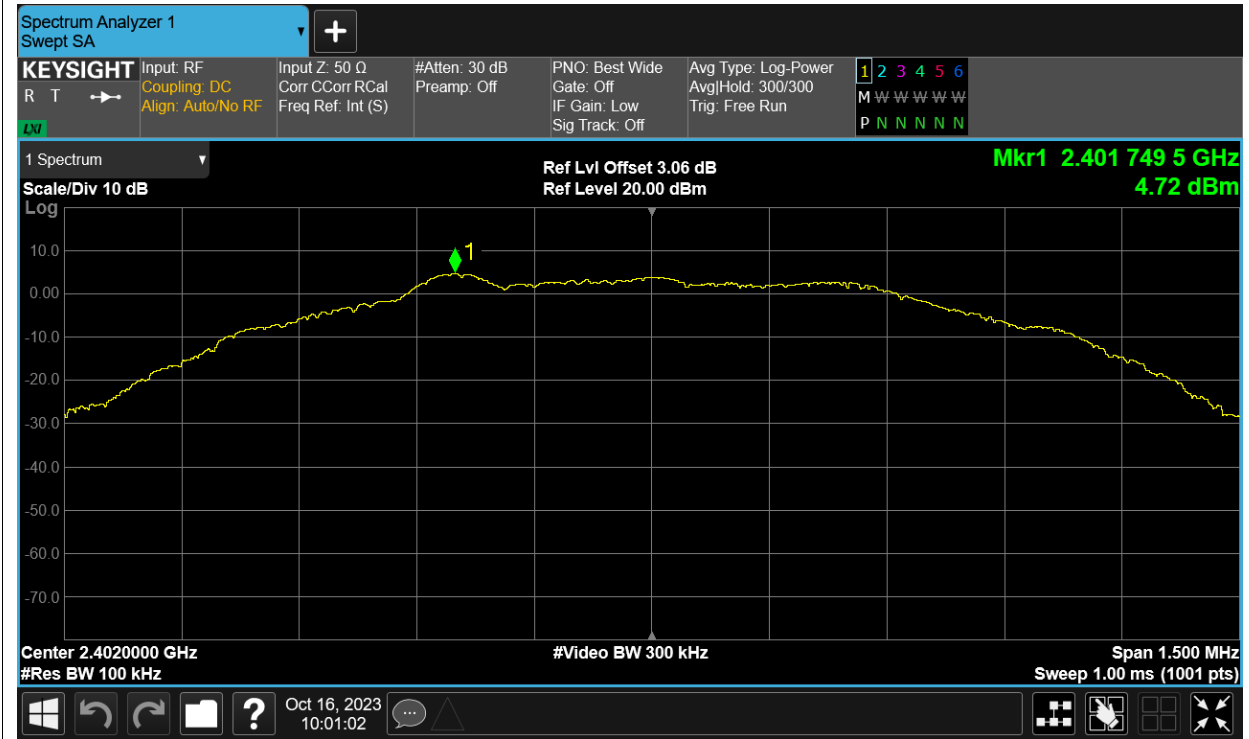 Spectrum Analyzer 1
Swept SA
KEYSIGHT
R T
LXI
Input: RF
Coupling: DC
Align: Auto/No RF
Input Z: 50 Ω
Corr CCorr RCal
Freq Ref: Int (S)
#Atten: 30 dB
Preamp: Off
PNO: Best Wide
Gate: Off
IF Gain: Low
Sig Track: Off
Avg Type: Log-Power
Avg|Hold: 300/300
Trig: Free Run
1 2 3 4 5 6
M W W W W W W
P N N N N N N
1 Spectrum
Scale/Div 10 dB
Ref Lvl Offset 3.06 dB
Ref Level 20.00 dBm
Mkr1 2.401 749 5 GHz
4.72 dBm
Log
1
10.0
0.00
-10.0
-20.0
-30.0
-40.0
-50.0
-60.0
-70.0
Center 2.4020000 GHz
#Res BW 100 kHz
#Video BW 300 kHz
Span 1.500 MHz
Sweep 1.00 ms (1001 pts)
?
Oct 16, 2023
10:01:02